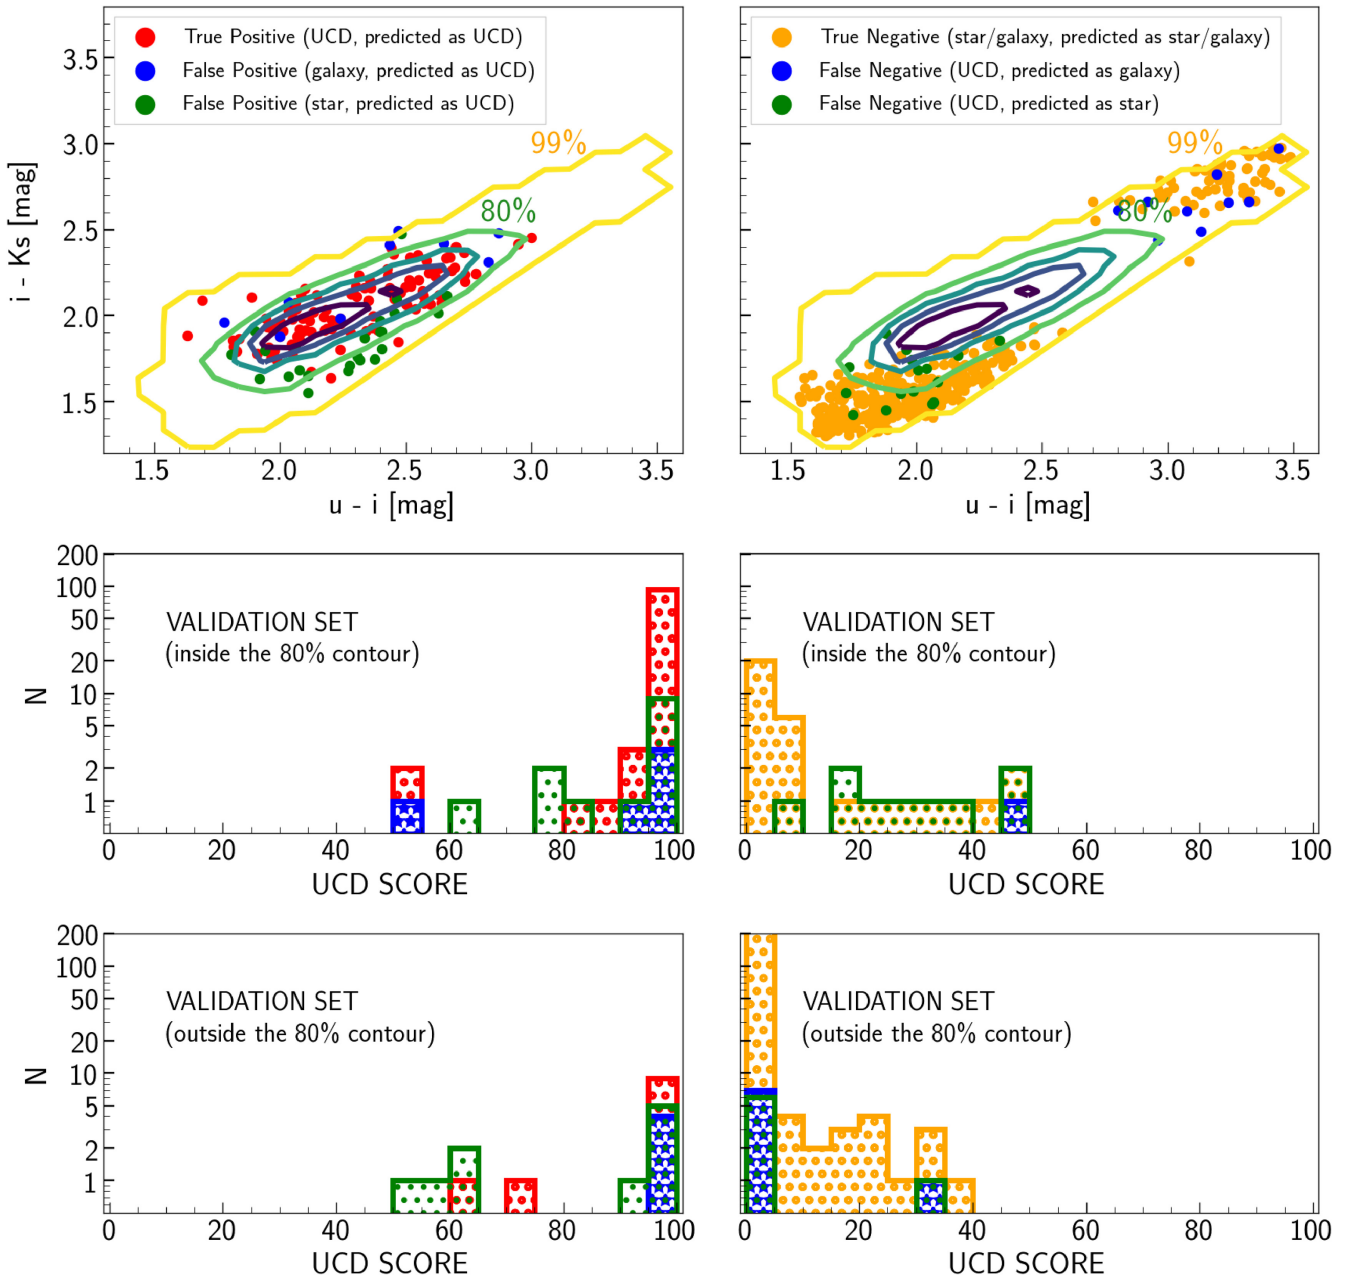 True Positive (UCD, predicted as UCD)
False Positive (galaxy, predicted as UCD)
False Positive (star, predicted as UCD)
99%
80%
3.5
3.0
2.5
2.0
1.5
i - Ks [mag]
1.5 2.0 2.5 3.0 3.5
u - i [mag]
True Negative (star/galaxy, predicted as star/galaxy)
False Negative (UCD, predicted as galaxy)
False Negative (UCD, predicted as star)
99%
80%
1.5 2.0 2.5 3.0 3.5
u - i [mag]
200
100
50
20
10
5
2
1
N
VALIDATION SET
(inside the 80% contour)
0 20 40 60 80 100
UCD SCORE
VALIDATION SET
(inside the 80% contour)
0 20 40 60 80 100
UCD SCORE
200
100
50
20
10
5
2
1
N
VALIDATION SET
(outside the 80% contour)
0 20 40 60 80 100
UCD SCORE
VALIDATION SET
(outside the 80% contour)
0 20 40 60 80 100
UCD SCORE